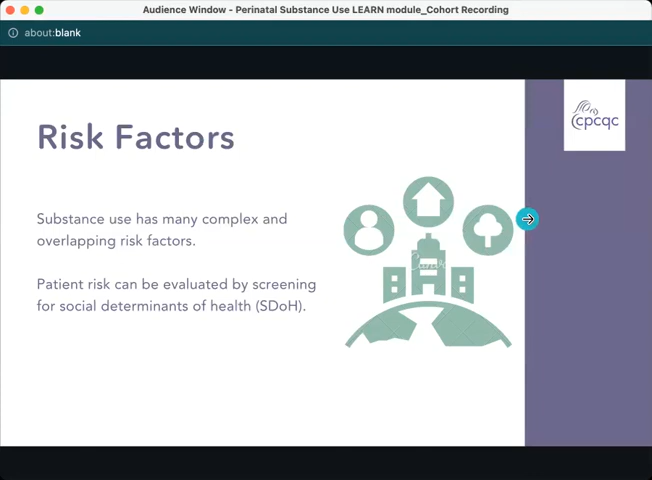 Audience Window - Perinatal Substance Use LEARN module_Cohort Recording
about:blank
cpcqc
Risk Factors
Substance use has many complex and
overlapping risk factors.
Patient risk can be evaluated by screening
for social determinants of health (SDoH).
Canva